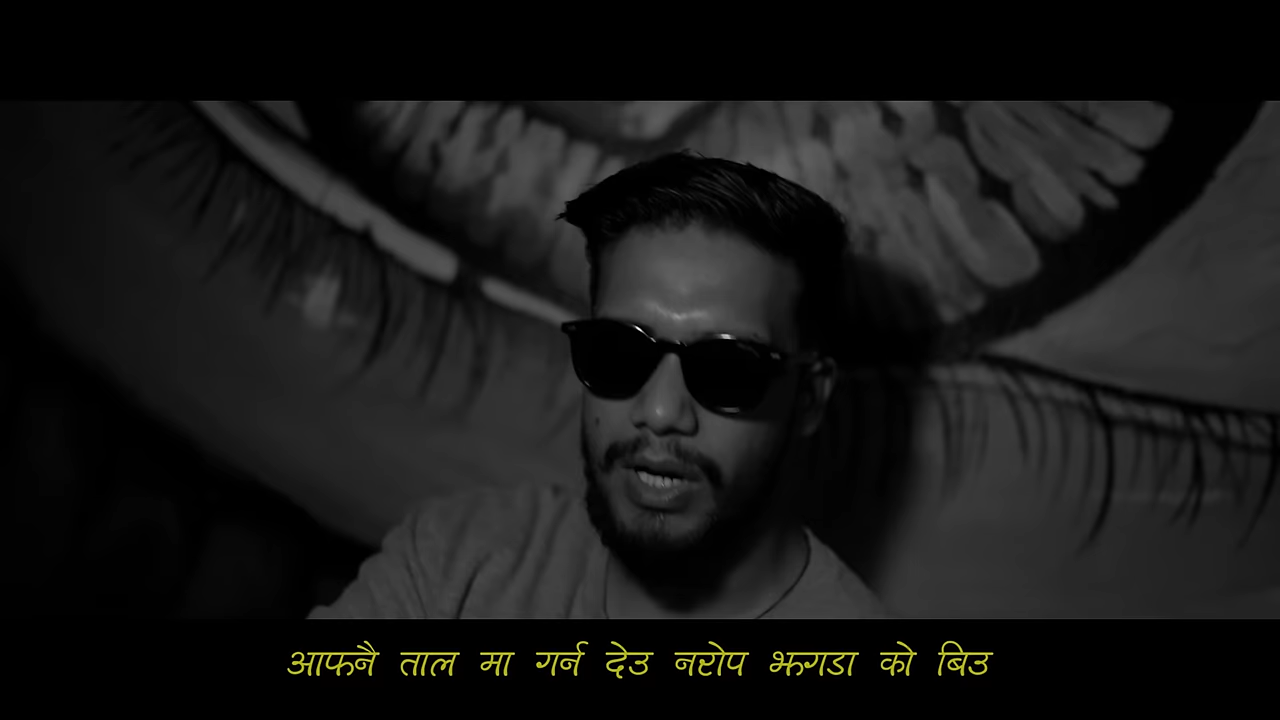 आफनै ताल मा गर्न देउ नरोप झगडा को बिउ